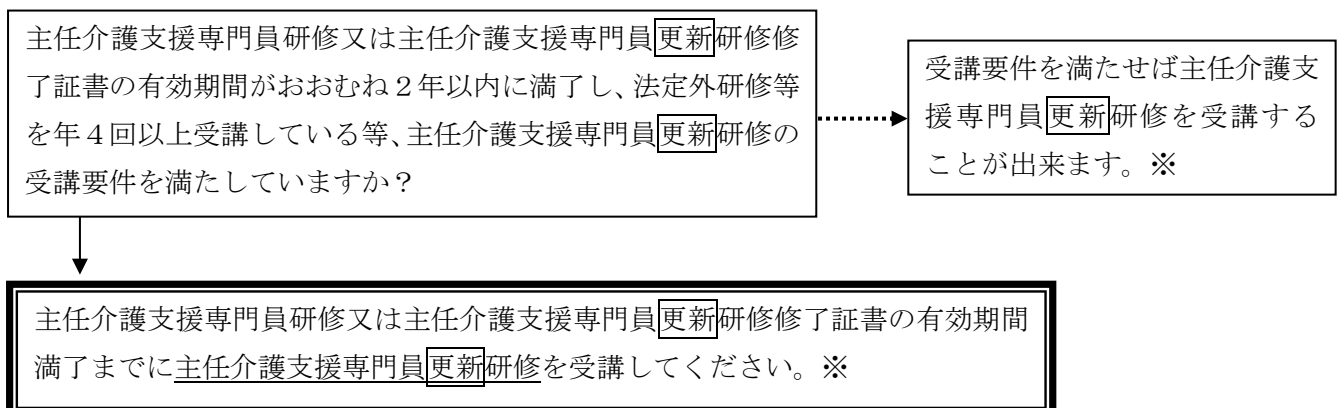 主任介護支援専門員研修又は主任介護支援専門員更新研修修
了証書の有効期間がおおむね２年以内に満了し、法定外研修等
を年４回以上受講している等、主任介護支援専門員更新研修の
受講要件を満たしていますか？
受講要件を満たせば主任介護支
援専門員更新研修を受講する
ことが出来ます。※
主任介護支援専門員研修又は主任介護支援専門員更新研修修了証書の有効期間
満了までに主任介護支援専門員更新研修を受講してください。※